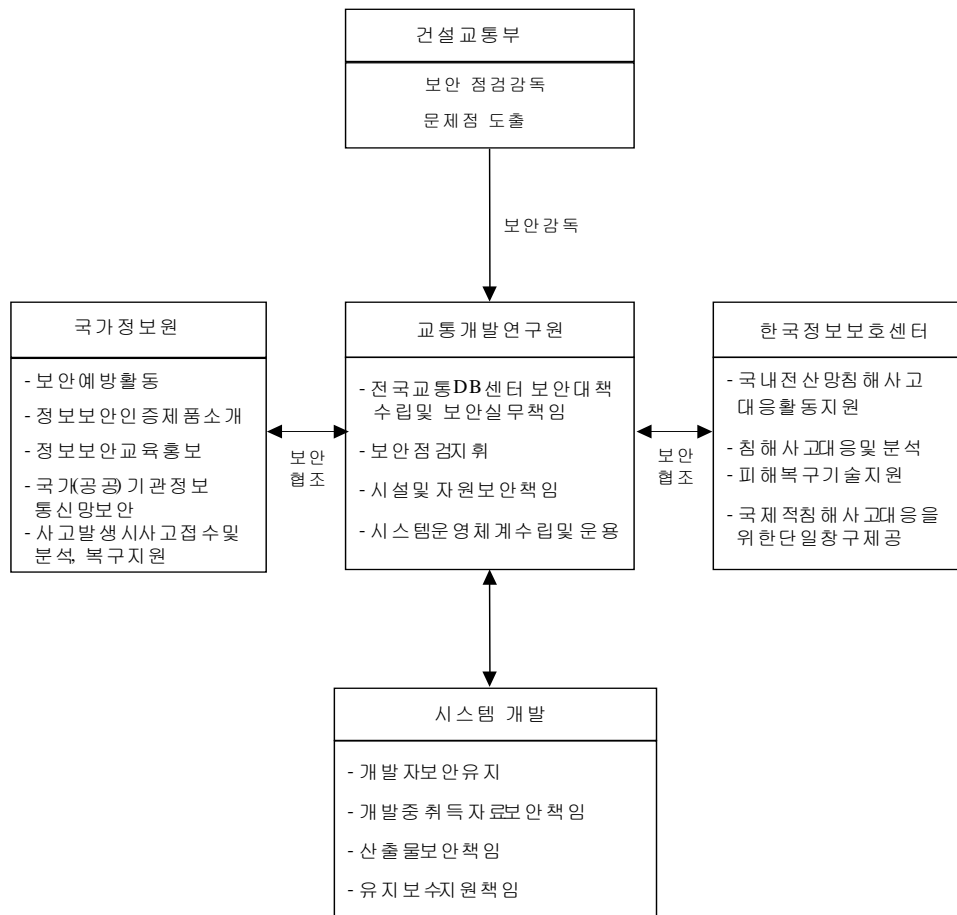 건설교통부
보안 점검감독
문제점 도출
보안감독
국가정보원
- 보안예방활동
- 정보보안인증제품소개
- 정보보안교육홍보
- 국가(공공) 기관정보
통신망보안
- 사고발생시사고접수및
분석, 복구지원
보안
협조
교통개발연구원
- 전국교통DB센터 보안대책
수립및 보안실무책임
- 보안점검지휘
- 시설및 자원보안책임
- 시스템운영체계수립및 운용
보안
협조
한국정보보호센터
- 국내전산망침해사고
대응활동지원
- 침해사고대응및 분석
- 피해복구기술지원
- 국제적침해사고대응을
위한단일창구제공
시스템 개발
- 개발자보안유지
- 개발중 취득자료보안책임
- 산출물보안책임
- 유지보수지원책임